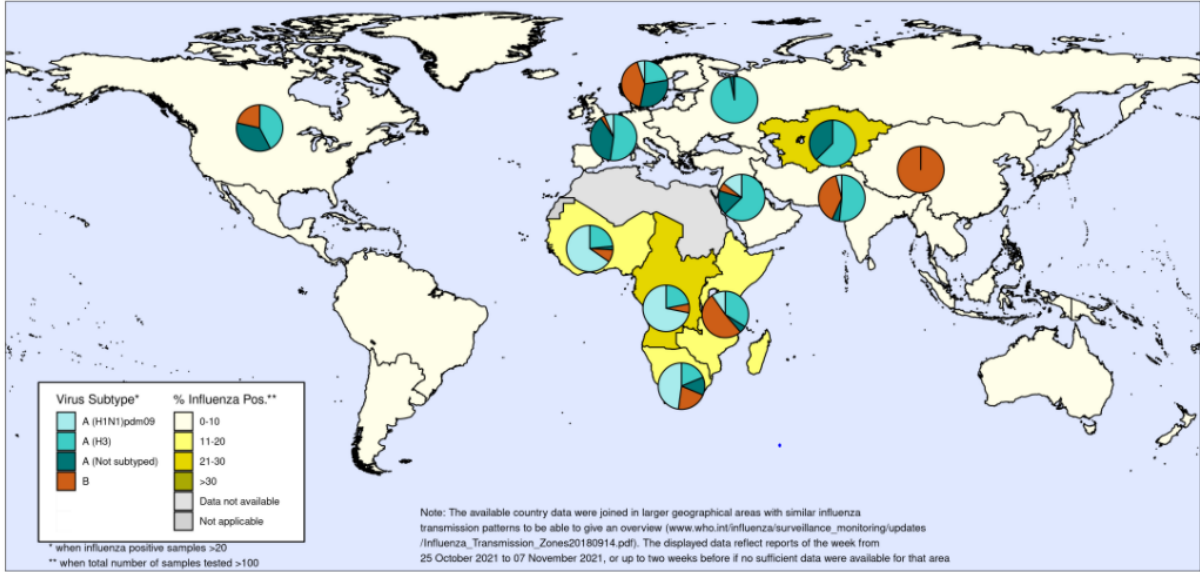 Virus Subtype*
A (H1N1)pdm09
A (H3)
A (Not subtyped)
B
% Influenza Pos.**
0-10
11-20
21-30
>30
Data not available
Not applicable
* when influenza positive samples >20
** when total number of samples tested >100
Note: The available country data were joined in larger geographical areas with similar influenza
transmission patterns to be able to give an overview (www.who.int/influenza/surveillance_monitoring/updates
/Influenza_Transmission_Zones20180914.pdf). The displayed data reflect reports of the week from
25 October 2021 to 07 November 2021, or up to two weeks before if no sufficient data were available for that area